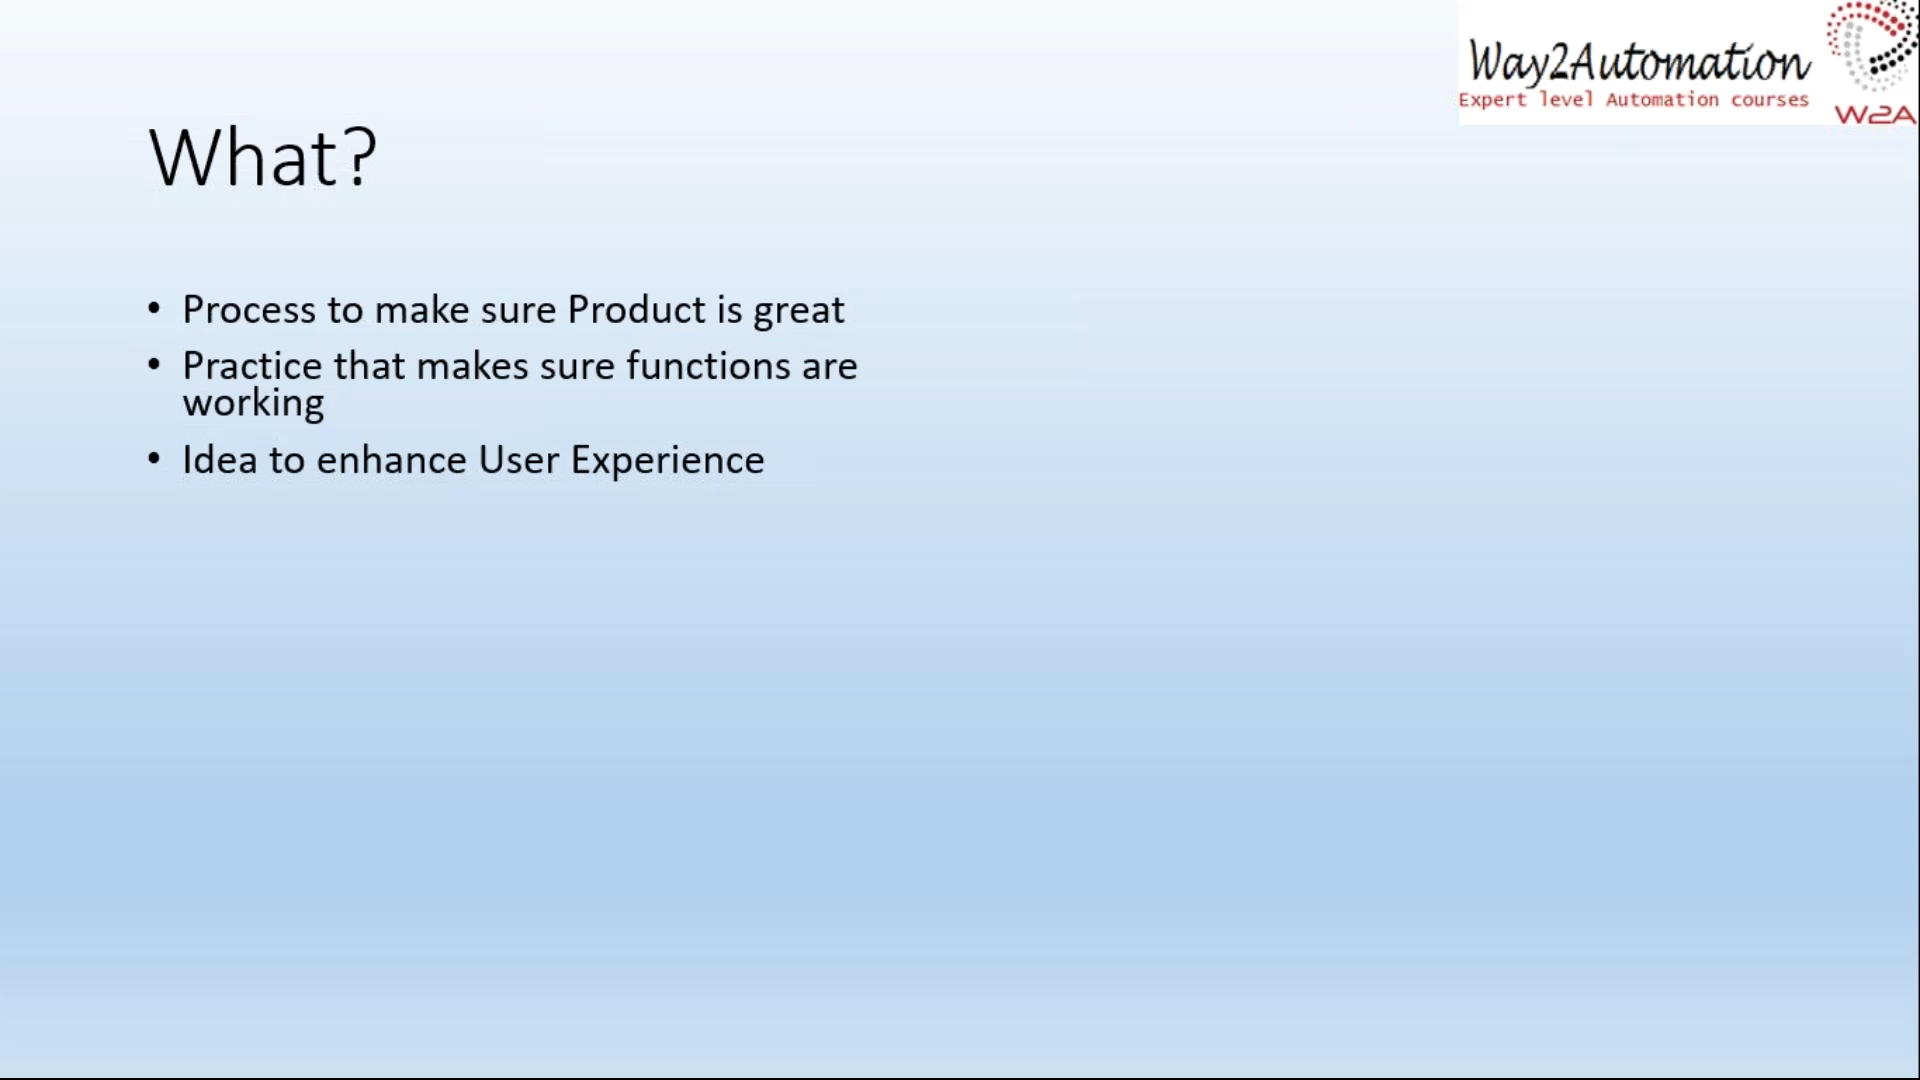 Way2Automation
Expert level Automation courses
W2A
What?
• Process to make sure Product is great
• Practice that makes sure functions are
working
• Idea to enhance User Experience